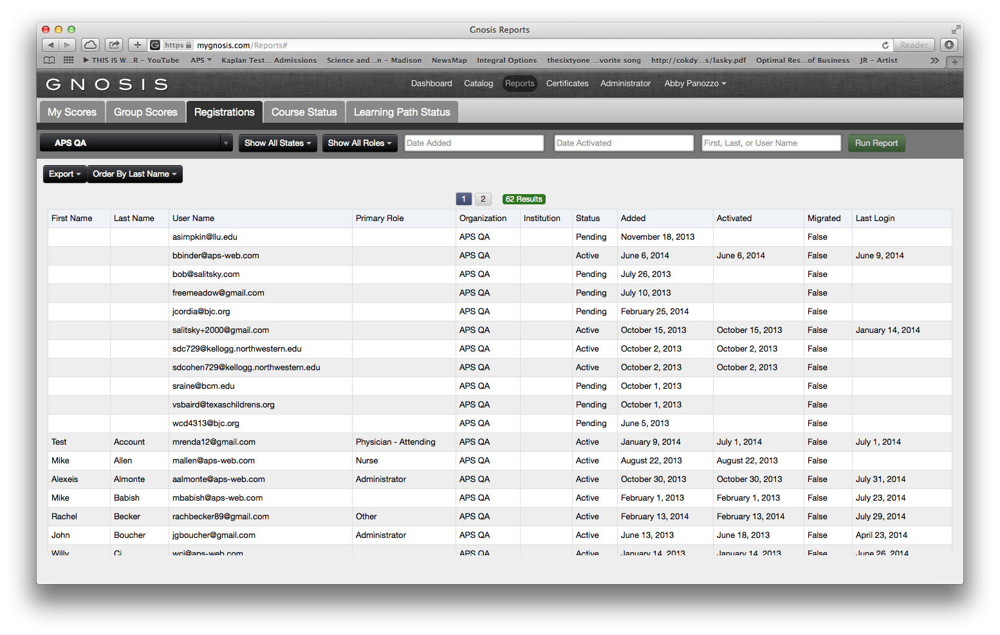 Gnosis Reports
https mygnosis.com/Reports# Reader
THIS IS W...R – YouTube APS Kaplan Test... Admissions Science and...n – Madison NewsMap Integral Options thesixtyone ...vorite song http://cokdy...s/lasky.pdf Optimal Res...of Business JR – Artist
GNOSIS Dashboard Catalog Reports Certificates Administrator Abby Panozzo
My Scores Group Scores Registrations Course Status Learning Path Status
APS QA Show All States Show All Roles Date Added Date Activated First, Last, or User Name Run Report
Export Order By Last Name
1 2 62 Results
First Name Last Name User Name Primary Role Organization Institution Status Added Activated Migrated Last Login
asimpkin@llu.edu APS QA Pending November 18, 2013 False
bbinder@aps-web.com APS QA Active June 6, 2014 June 6, 2014 False June 9, 2014
bob@salitsky.com APS QA Pending July 26, 2013 False
freemeadow@gmail.com APS QA Pending July 10, 2013 False
jcordia@bjc.org APS QA Pending February 25, 2014 False
salitsky+2000@gmail.com APS QA Active October 15, 2013 October 15, 2013 False January 14, 2014
sdc729@kellogg.northwestern.edu APS QA Active October 2, 2013 October 2, 2013 False
sdcohen729@kellogg.northwestern.edu APS QA Active October 2, 2013 October 2, 2013 False
sraine@bcm.edu APS QA Pending October 1, 2013 False
vsbaird@texaschildrens.org APS QA Pending October 1, 2013 False
wcd4313@bjc.org APS QA Pending June 5, 2013 False
Test Account mrenda12@gmail.com Physician - Attending APS QA Active January 9, 2014 July 1, 2014 False July 1, 2014
Mike Allen mallen@aps-web.com Nurse APS QA Active August 22, 2013 August 22, 2013 False
Alexeis Almonte aalmonte@aps-web.com Administrator APS QA Active October 30, 2013 October 30, 2013 False July 31, 2014
Mike Babish mbabish@aps-web.com APS QA Active February 1, 2013 February 1, 2013 False July 23, 2014
Rachel Becker rachbecker89@gmail.com Other APS QA Active February 13, 2014 February 13, 2014 False July 29, 2014
John Boucher jgboucher@gmail.com Administrator APS QA Active June 13, 2013 June 18, 2013 False April 23, 2014
Willy Ci wci@aps-web.com APS QA Active January 14, 2013 January 14, 2013 False June 26, 2014